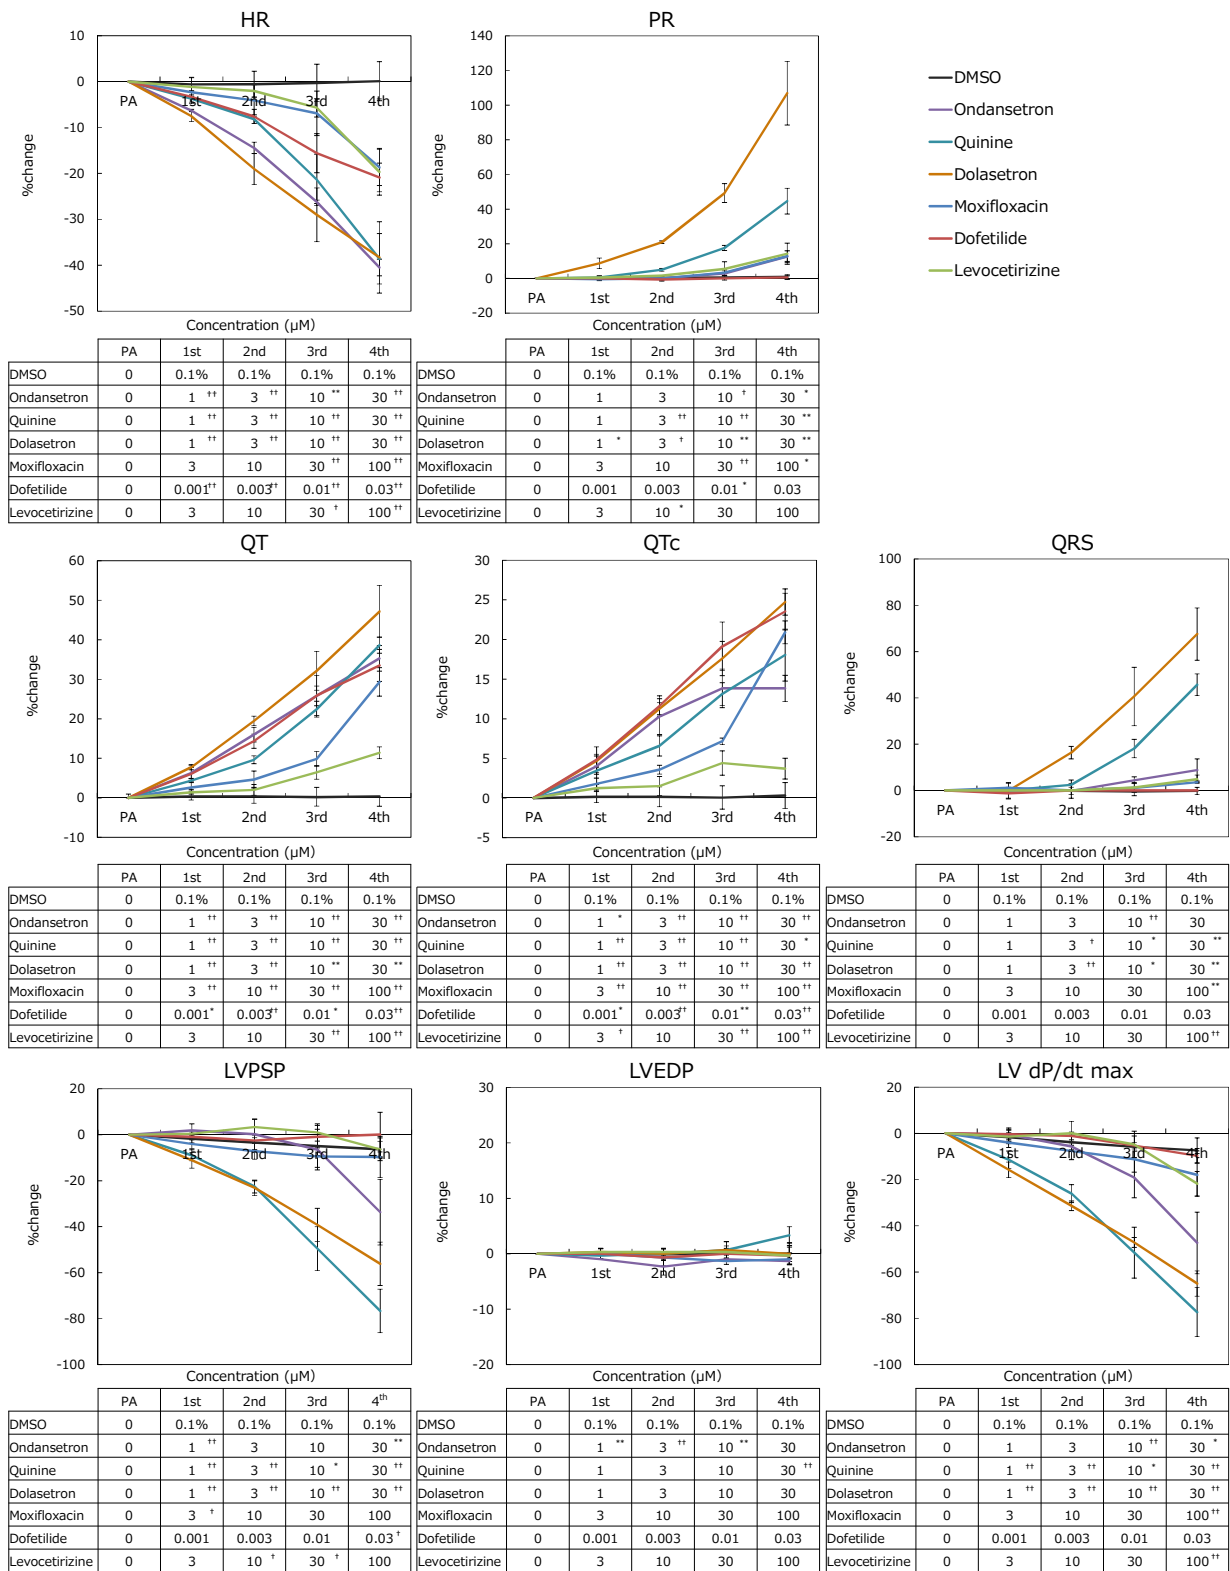 HR
10
0
-10
-20
-30
-40
-50
%change
PA 1st 2nd 3rd 4th
PR
140
120
100
80
60
40
20
0
-20
%change
PA 1st 2nd 3rd 4th
DMSO
Ondansetron
Quinine
Dolasetron
Moxifloxacin
Dofetilide
Levocetirizine
Concentration (µM)
PA 1st 2nd 3rd 4th
DMSO 0 0.1% 0.1% 0.1% 0.1%
Ondansetron 0 1 †† 3 †† 10 ** 30 ††
Quinine 0 1 †† 3 †† 10 †† 30 ††
Dolasetron 0 1 †† 3 †† 10 †† 30 ††
Moxifloxacin 0 3 10 30 †† 100 ††
Dofetilide 0 0.001†† 0.003†† 0.01†† 0.03††
Levocetirizine 0 3 10 30 † 100 ††
Concentration (µM)
PA 1st 2nd 3rd 4th
DMSO 0 0.1% 0.1% 0.1% 0.1%
Ondansetron 0 1 3 10 † 30 *
Quinine 0 1 3 †† 10 †† 30 **
Dolasetron 0 1 * 3 † 10 ** 30 **
Moxifloxacin 0 3 10 30 †† 100 *
Dofetilide 0 0.001 0.003 0.01 * 0.03
Levocetirizine 0 3 10 * 30 100
QT
60
50
40
30
20
10
0
-10
%change
PA 1st 2nd 3rd 4th
QTc
30
25
20
15
10
5
0
-5
%change
PA 1st 2nd 3rd 4th
QRS
100
80
60
40
20
0
-20
%change
PA 1st 2nd 3rd 4th
Concentration (µM)
PA 1st 2nd 3rd 4th
DMSO 0 0.1% 0.1% 0.1% 0.1%
Ondansetron 0 1 †† 3 †† 10 †† 30 ††
Quinine 0 1 †† 3 †† 10 †† 30 ††
Dolasetron 0 1 †† 3 †† 10 ** 30 **
Moxifloxacin 0 3 †† 10 †† 30 †† 100 ††
Dofetilide 0 0.001* 0.003†† 0.01 * 0.03††
Levocetirizine 0 3 10 30 †† 100 ††
Concentration (µM)
PA 1st 2nd 3rd 4th
DMSO 0 0.1% 0.1% 0.1% 0.1%
Ondansetron 0 1 * 3 †† 10 †† 30 ††
Quinine 0 1 †† 3 †† 10 †† 30 *
Dolasetron 0 1 †† 3 †† 10 †† 30 ††
Moxifloxacin 0 3 †† 10 †† 30 †† 100 ††
Dofetilide 0 0.001* 0.003†† 0.01** 0.03††
Levocetirizine 0 3 † 10 30 †† 100 ††
Concentration (µM)
PA 1st 2nd 3rd 4th
DMSO 0 0.1% 0.1% 0.1% 0.1%
Ondansetron 0 1 3 10 †† 30
Quinine 0 1 3 † 10 * 30 **
Dolasetron 0 1 3 †† 10 * 30 **
Moxifloxacin 0 3 10 30 100 **
Dofetilide 0 0.001 0.003 0.01 0.03
Levocetirizine 0 3 10 30 100 ††
LVPSP
20
0
-20
-40
-60
-80
-100
%change
PA 1st 2nd 3rd 4th
LVEDP
30
20
10
0
-10
-20
%change
PA 1st 2nd 3rd 4th
LV dP/dt max
20
0
-20
-40
-60
-80
-100
%change
PA 1st 2nd 3rd 4th
Concentration (µM)
PA 1st 2nd 3rd 4th
DMSO 0 0.1% 0.1% 0.1% 0.1%
Ondansetron 0 1 †† 3 10 30 **
Quinine 0 1 †† 3 †† 10 * 30 ††
Dolasetron 0 1 †† 3 †† 10 †† 30 ††
Moxifloxacin 0 3 † 10 30 100
Dofetilide 0 0.001 0.003 0.01 0.03 †
Levocetirizine 0 3 10 † 30 † 100
Concentration (µM)
PA 1st 2nd 3rd 4th
DMSO 0 0.1% 0.1% 0.1% 0.1%
Ondansetron 0 1 ** 3 †† 10 ** 30
Quinine 0 1 3 10 30 ††
Dolasetron 0 1 3 10 30
Moxifloxacin 0 3 10 30 100
Dofetilide 0 0.001 0.003 0.01 0.03
Levocetirizine 0 3 10 30 100
Concentration (µM)
PA 1st 2nd 3rd 4th
DMSO 0 0.1% 0.1% 0.1% 0.1%
Ondansetron 0 1 3 10 †† 30 *
Quinine 0 1 †† 3 †† 10 * 30 ††
Dolasetron 0 1 †† 3 †† 10 †† 30 ††
Moxifloxacin 0 3 10 30 100 ††
Dofetilide 0 0.001 0.003 0.01 0.03
Levocetirizine 0 3 10 30 100 ††